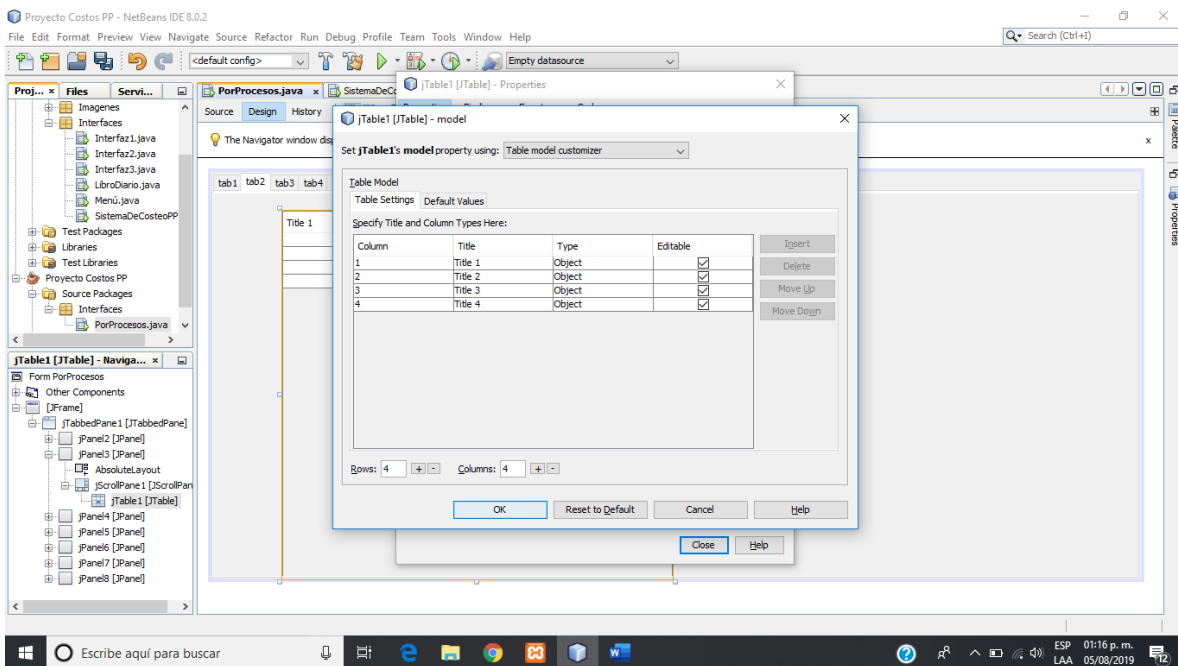 Proyecto Costos PP - NetBeans IDE 8.0.2
File Edit Format Preview View Navigate Source Refactor Run Debug Profile Team Tools Window Help
Search (Ctrl+I)
<default config>
Empty datasource
Proj... × Files Servi...
PorProcesos.java ×
SistemaDeCo
jTable1 [JTable] - Properties
Source Design History
The Navigator window dis
x
Palette
Properties
Imagenes
Interfaces
Interfaz1.java
Interfaz2.java
Interfaz3.java
LibroDiario.java
Menú.java
SistemaDeCosteoPP
Test Packages
Libraries
Test Libraries
Proyecto Costos PP
Source Packages
Interfaces
PorProcesos.java
tab1 tab2 tab3 tab4
Title 1
jTable1 [JTable] - model
Set jTable1's model property using: Table model customizer
Table Model
Table Settings Default Values
Specify Title and Column Types Here:
Column Title Type Editable
1 Title 1 Object
2 Title 2 Object
3 Title 3 Object
4 Title 4 Object
Insert
Delete
Move Up
Move Down
Rows: 4 + - Columns: 4 + -
OK Reset to Default Cancel Help
Close Help
jTable1 [JTable] - Naviga... ×
Form PorProcesos
Other Components
[JFrame]
jTabbedPane1 [JTabbedPane]
jPanel2 [JPanel]
jPanel3 [JPanel]
AbsoluteLayout
jScrollPane1 [JScrollPan
jTable1 [JTable]
jPanel4 [JPanel]
jPanel5 [JPanel]
jPanel6 [JPanel]
jPanel7 [JPanel]
jPanel8 [JPanel]
Escribe aquí para buscar
ESP
LAA
01:16 p. m.
05/08/2019
12